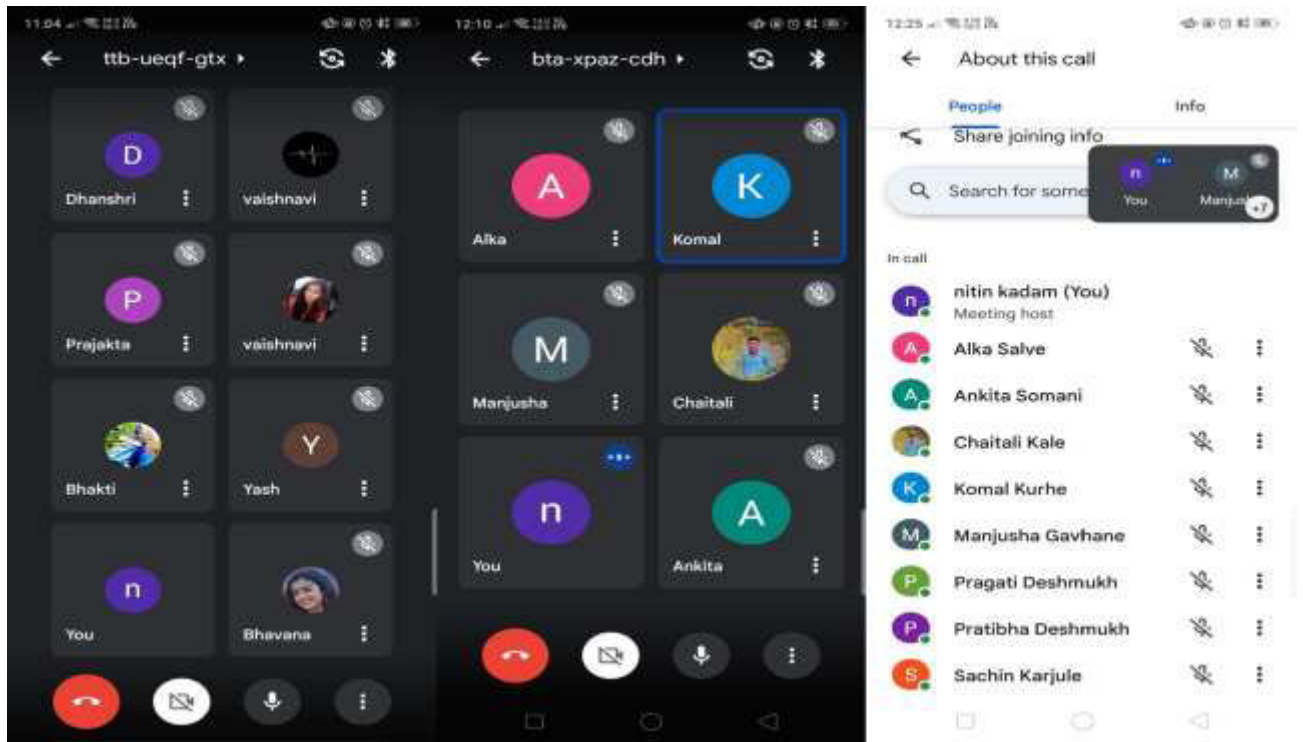 11:04
ttb-ueqf-gtx
D
Dhanshri
vaishnavi
P
Prajakta
vaishnavi
Bhakti
Y
Yash
n
You
Bhavana
12:10
bta-xpaz-cdh
A
Alka
K
Komal
M
Manjusha
Chaitali
n
You
A
Ankita
12:25
About this call
People
Info
Share joining info
Search for some
n
You
M
Manjus
+7
In call
n
nitin kadam (You)
Meeting host
A
Alka Salve
A
Ankita Somani
Chaitali Kale
K
Komal Kurhe
M
Manjusha Gavhane
P
Pragati Deshmukh
P
Pratibha Deshmukh
S
Sachin Karjule